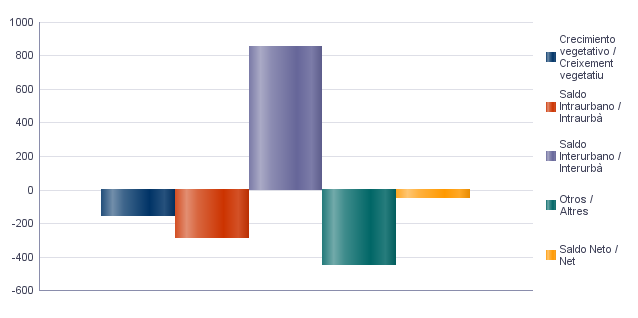 1000
800
600
400
200
0
-200
-400
-600
Crecimiento
vegetativo /
Creixement
vegetatiu
Saldo
Intraurbano /
Intraurbà
Saldo
Interurbano /
Interurbà
Otros /
Altres
Saldo Neto /
Net